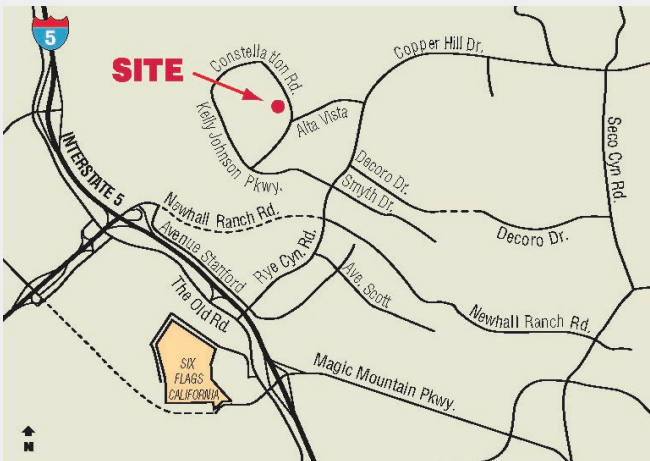 5
Copper Hill Dr.
Constellation Rd.
SITE
Alta Vista
Kelly Johnson Pkwy.
Seco Cyn Rd.
INTERSTATE 5
Decoro Dr.
Smyth Dr.
Newhall Ranch Rd.
Decoro Dr.
Avenue Stanford
Rye Cyn. Rd.
Ave. Scott
The Old Rd.
Newhall Ranch Rd.
SIX
FLAGS
CALIFORNIA
Magic Mountain Pkwy.
N